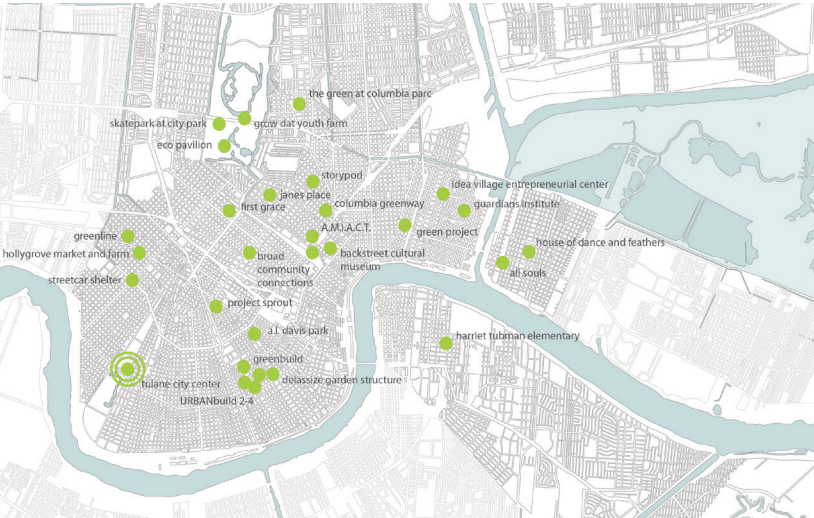 the green at columbia parc
skatepark at city park
grow dat youth farm
eco pavilion
storypod
idea village entrepreneurial center
janes place
first grace
columbia greenway
guardians institute
A.M.I.A.C.T.
green project
greenline
house of dance and feathers
hollygrove market and farm
broad
community
connections
backstreet cultural
museum
all souls
streetcar shelter
project sprout
a.l. davis park
harriet tubman elementary
greenbuild
tulane city center
delassize garden structure
URBANbuild 2-4